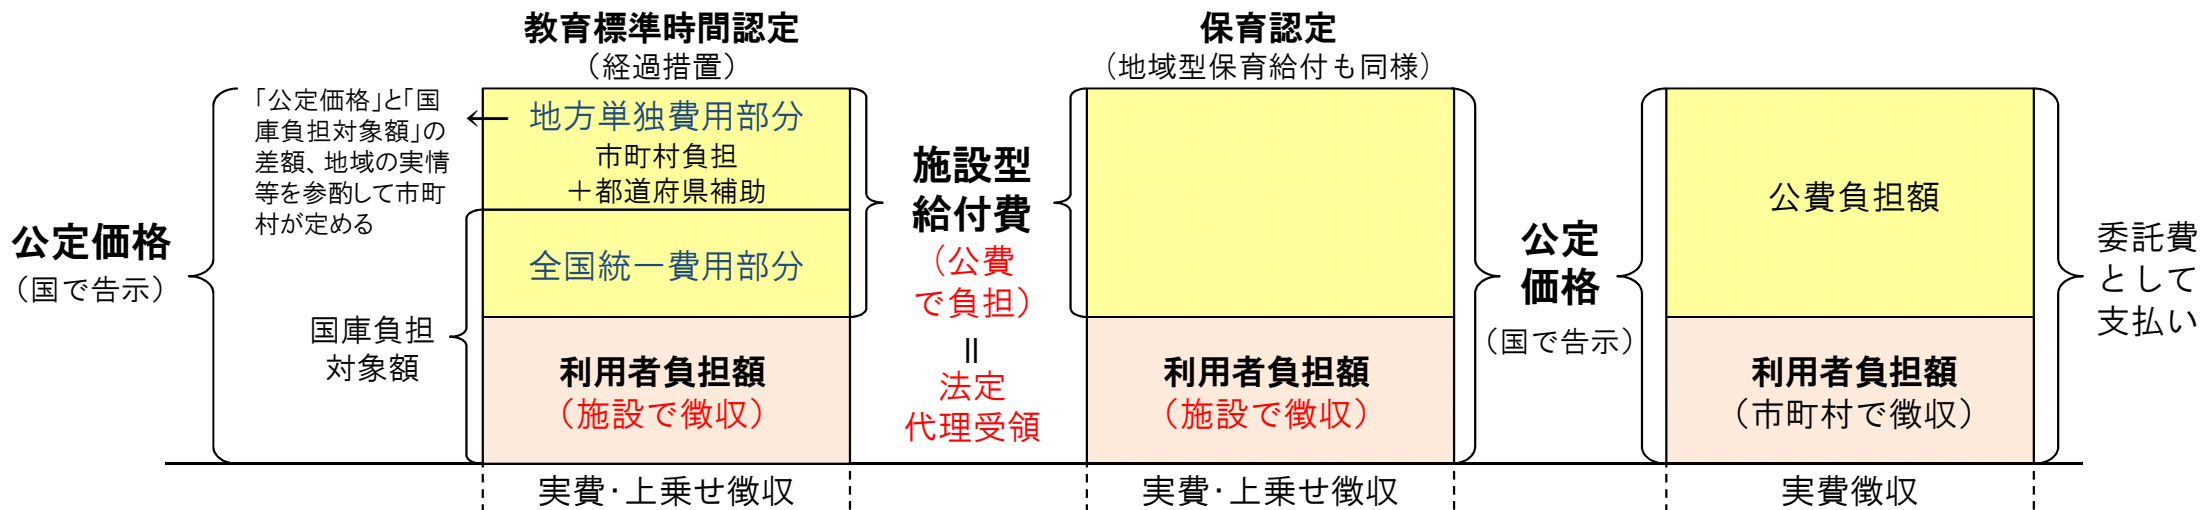 教育標準時間認定
（経過措置）
保育認定
（地域型保育給付も同様）
「公定価格」と「国
庫負担対象額」の
差額、地域の実情
等を参酌して市町
村が定める
←
地方単独費用部分
市町村負担
＋都道府県補助
全国統一費用部分
公定価格
（国で告示）
国庫負担
対象額
利用者負担額
（施設で徴収）
実費・上乗せ徴収
施設型
給付費
（公費
で負担）
＝
法定
代理受領
利用者負担額
（施設で徴収）
実費・上乗せ徴収
公定
価格
（国で告示）
公費負担額
利用者負担額
（市町村で徴収）
実費徴収
委託費
として
支払い